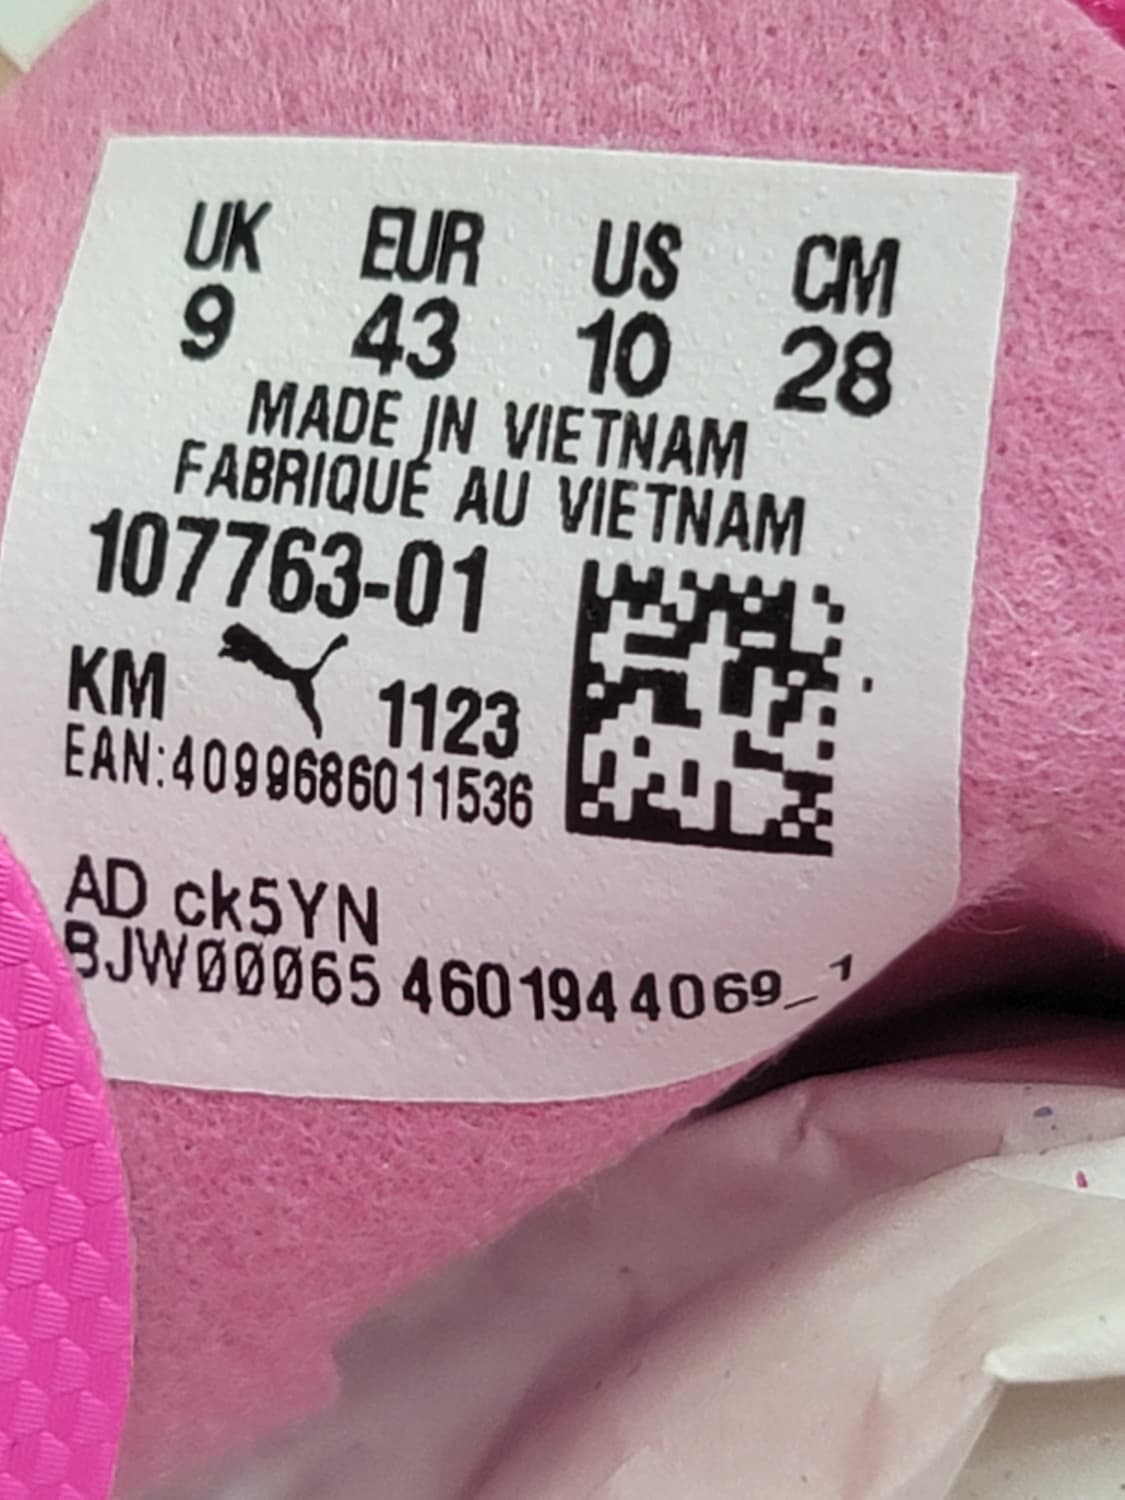 UK EUR US CM
9 43 10 28
MADE IN VIETNAM
FABRIQUÉ AU VIETNAM
107763-01
KM 1123
EAN:4099686011536
AD ck5YN
BJW00065 4601944069_1